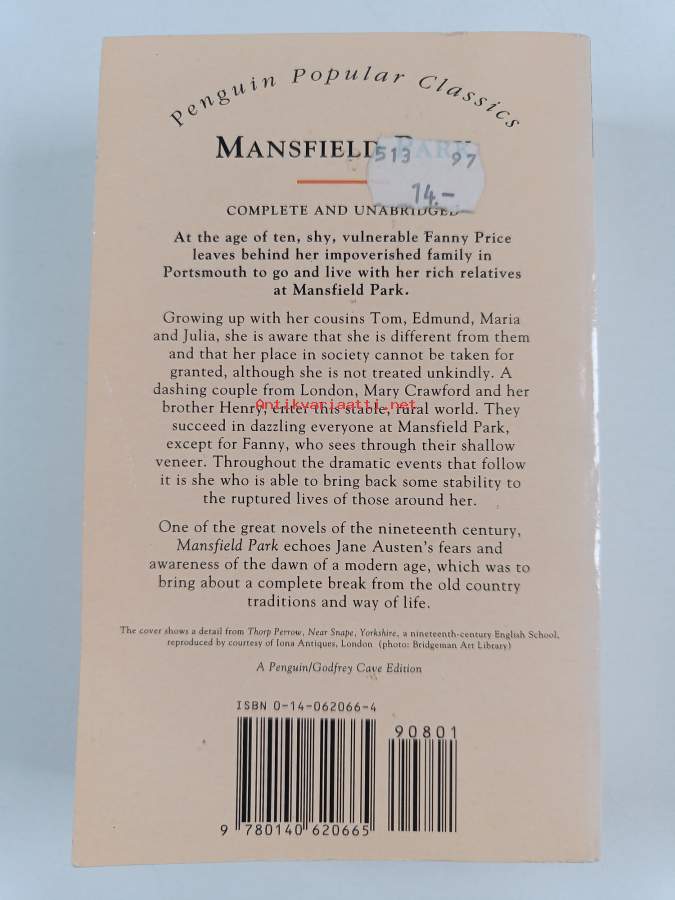 Penguin Popular Classics
MANSFIELD PARK
513 97
14.-
COMPLETE AND UNABRIDGED
At the age of ten, shy, vulnerable Fanny Price
leaves behind her impoverished family in
Portsmouth to go and live with her rich relatives
at Mansfield Park.
Growing up with her cousins Tom, Edmund, Maria
and Julia, she is aware that she is different from them
and that her place in society cannot be taken for
granted, although she is not treated unkindly. A
dashing couple from London, Mary Crawford and her
brother Henry, enter this stable, rural world. They
Antikvariaatti.net
succeed in dazzling everyone at Mansfield Park,
except for Fanny, who sees through their shallow
veneer. Throughout the dramatic events that follow
it is she who is able to bring back some stability to
the ruptured lives of those around her.
One of the great novels of the nineteenth century,
Mansfield Park echoes Jane Austen's fears and
awareness of the dawn of a modern age, which was to
bring about a complete break from the old country
traditions and way of life.
The cover shows a detail from Thorp Perrow, Near Snape, Yorkshire, a nineteenth-century English School,
reproduced by courtesy of Iona Antiques, London (photo: Bridgeman Art Library)
A Penguin/Godfrey Cave Edition
ISBN 0-14-062066-4
90801
9 780140 620665